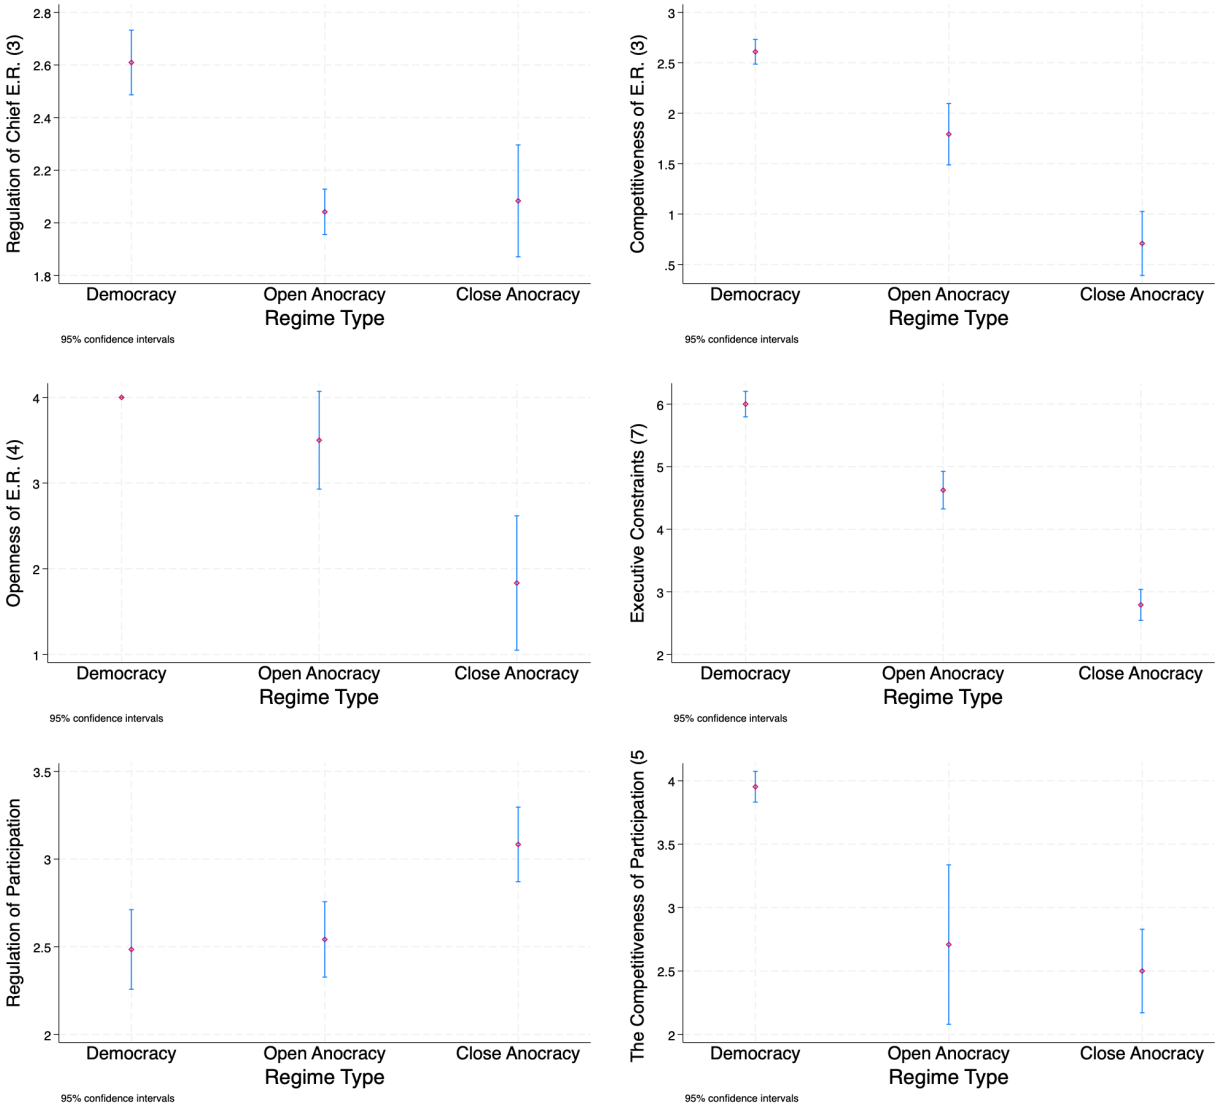 Regulation of Chief E.R. (3)
2.8
2.6
2.4
2.2
2
1.8
Democracy Open Anocracy Close Anocracy
Regime Type
95% confidence intervals
Competitiveness of E.R. (3)
3
2.5
2
1.5
1
.5
Democracy Open Anocracy Close Anocracy
Regime Type
95% confidence intervals
Openness of E.R. (4)
4
3
2
1
Democracy Open Anocracy Close Anocracy
Regime Type
95% confidence intervals
Executive Constraints (7)
6
5
4
3
2
Democracy Open Anocracy Close Anocracy
Regime Type
95% confidence intervals
Regulation of Participation
3.5
3
2.5
2
Democracy Open Anocracy Close Anocracy
Regime Type
95% confidence intervals
The Competitiveness of Participation (5
4
3.5
3
2.5
2
Democracy Open Anocracy Close Anocracy
Regime Type
95% confidence intervals